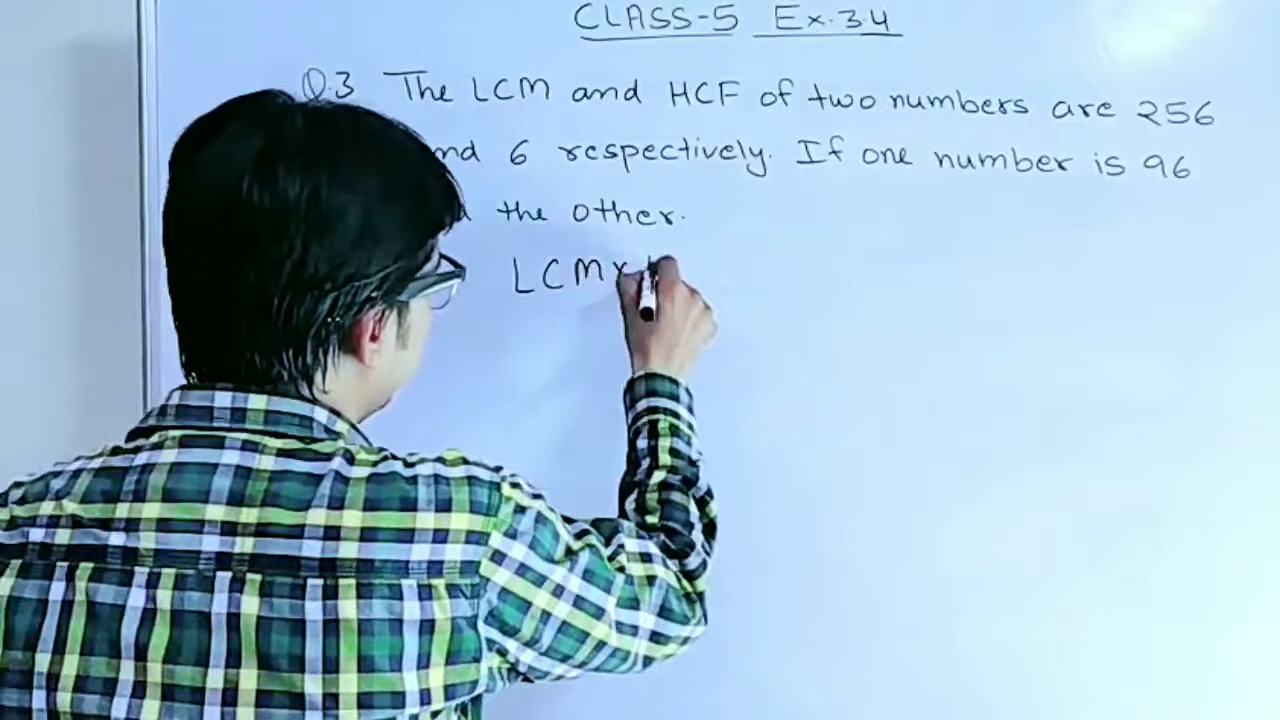 CLASS-5 Ex.3.4
Q.3 The LCM and HCF of two numbers are 256
nd 6 respectively. If one number is 96
the other.
LCM×